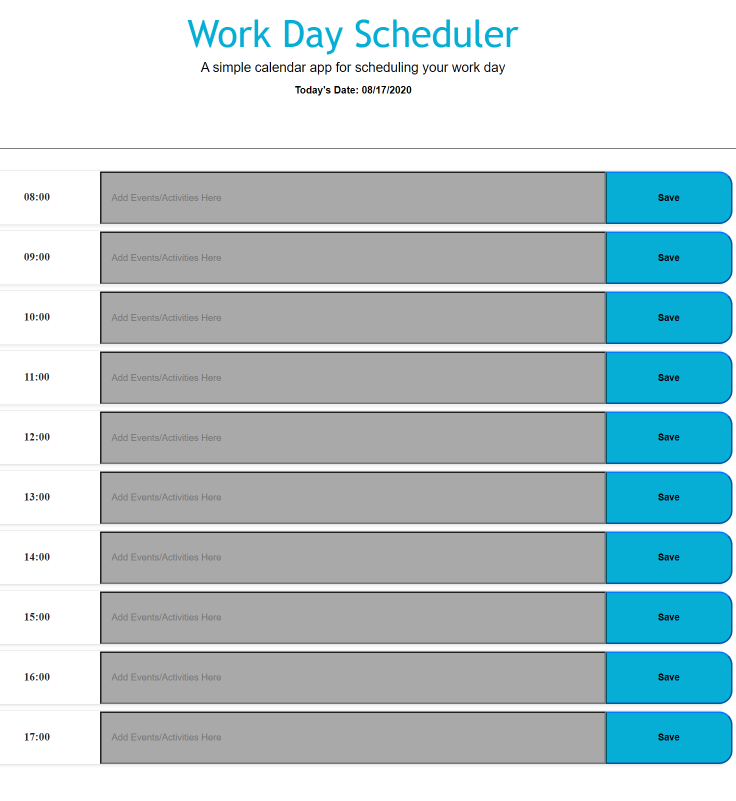 Work Day Scheduler
A simple calendar app for scheduling your work day
Today's Date: 08/17/2020
08:00 Add Events/Activities Here Save
09:00 Add Events/Activities Here Save
10:00 Add Events/Activities Here Save
11:00 Add Events/Activities Here Save
12:00 Add Events/Activities Here Save
13:00 Add Events/Activities Here Save
14:00 Add Events/Activities Here Save
15:00 Add Events/Activities Here Save
16:00 Add Events/Activities Here Save
17:00 Add Events/Activities Here Save